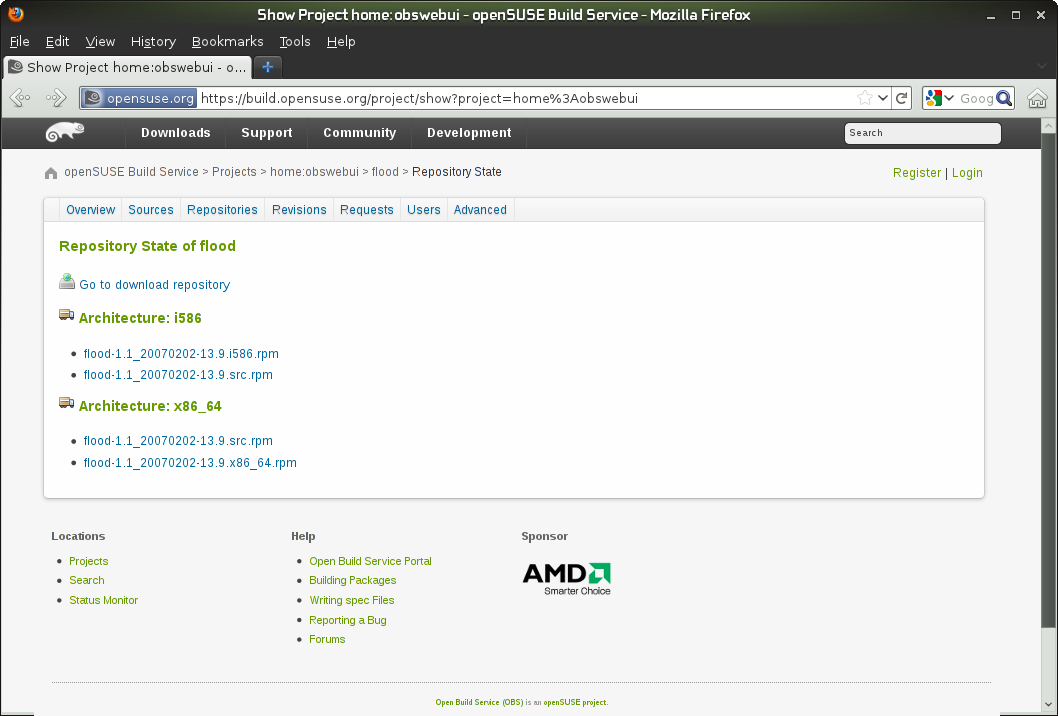 Show Project home:obswebui - openSUSE Build Service - Mozilla Firefox
File Edit View History Bookmarks Tools Help
Show Project home:obswebui - o...
opensuse.org https://build.opensuse.org/project/show?project=home%3Aobswebui Goog
Downloads Support Community Development Search
openSUSE Build Service > Projects > home:obswebui > flood > Repository State Register | Login
Overview Sources Repositories Revisions Requests Users Advanced
Repository State of flood
Go to download repository
Architecture: i586
flood-1.1_20070202-13.9.i586.rpm
flood-1.1_20070202-13.9.src.rpm
Architecture: x86_64
flood-1.1_20070202-13.9.src.rpm
flood-1.1_20070202-13.9.x86_64.rpm
Locations
Projects
Search
Status Monitor
Help
Open Build Service Portal
Building Packages
Writing spec Files
Reporting a Bug
Forums
Sponsor
AMD
Smarter Choice
Open Build Service (OBS) is an openSUSE project.